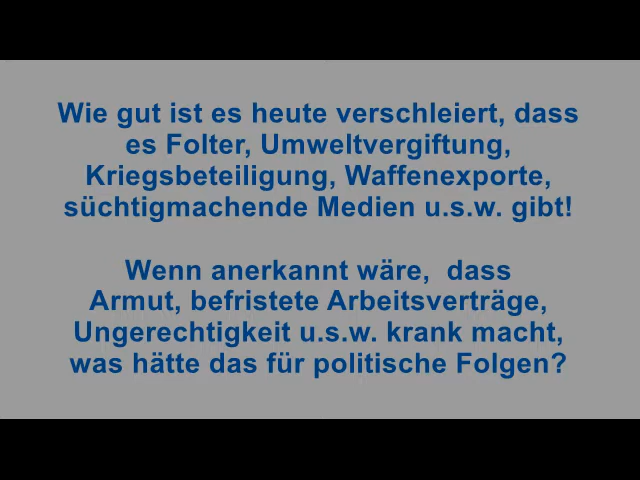 Wie gut ist es heute verschleiert, dass
es Folter, Umweltvergiftung,
Kriegsbeteiligung, Waffenexporte,
süchtigmachende Medien u.s.w. gibt!
Wenn anerkannt wäre,  dass
Armut, befristete Arbeitsverträge,
Ungerechtigkeit u.s.w. krank macht,
was hätte das für politische Folgen?